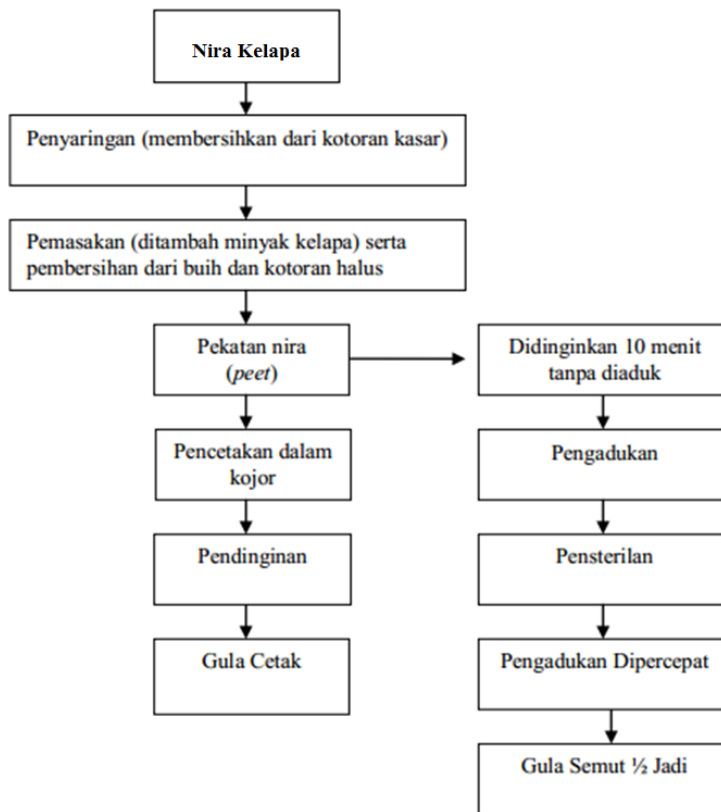 Nira Kelapa
Penyaringan (membersihkan dari kotoran kasar)
Pemasakan (ditambah minyak kelapa) serta
pembersihan dari buih dan kotoran halus
Pekatan nira
(peet)
Didinginkan 10 menit
tanpa diaduk
Pencetakan dalam
kojor
Pengadukan
Pendinginan
Pensterilan
Gula Cetak
Pengadukan Dipercepat
Gula Semut ½ Jadi